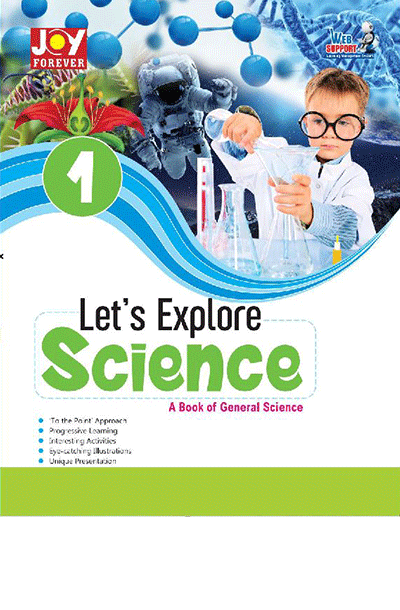 JOY
FOREVER
WEB
SUPPORT
1
Let's Explore
Science
A Book of General Science
'To the Point' Approach
Progressive Learning
Interesting Activities
Eye-catching Illustrations
Unique Presentation